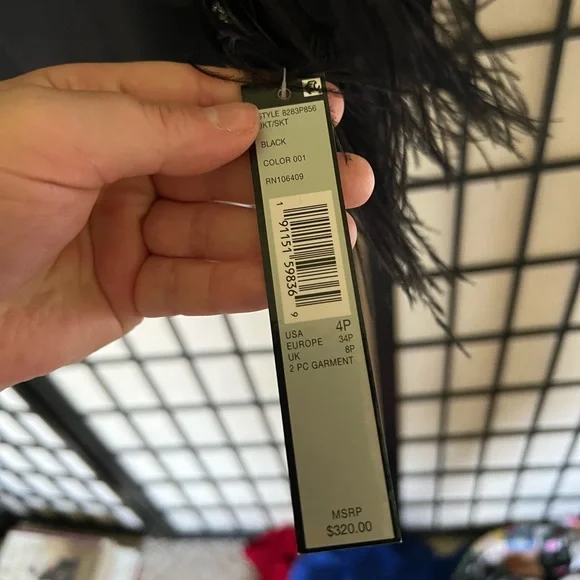 STYLE 8283P856
JKT/SKT
BLACK
COLOR 001
RN106409
1 91151 59836 9
USA 4P
EUROPE 34P
UK 8P
2 PC GARMENT
MSRP
$320.00